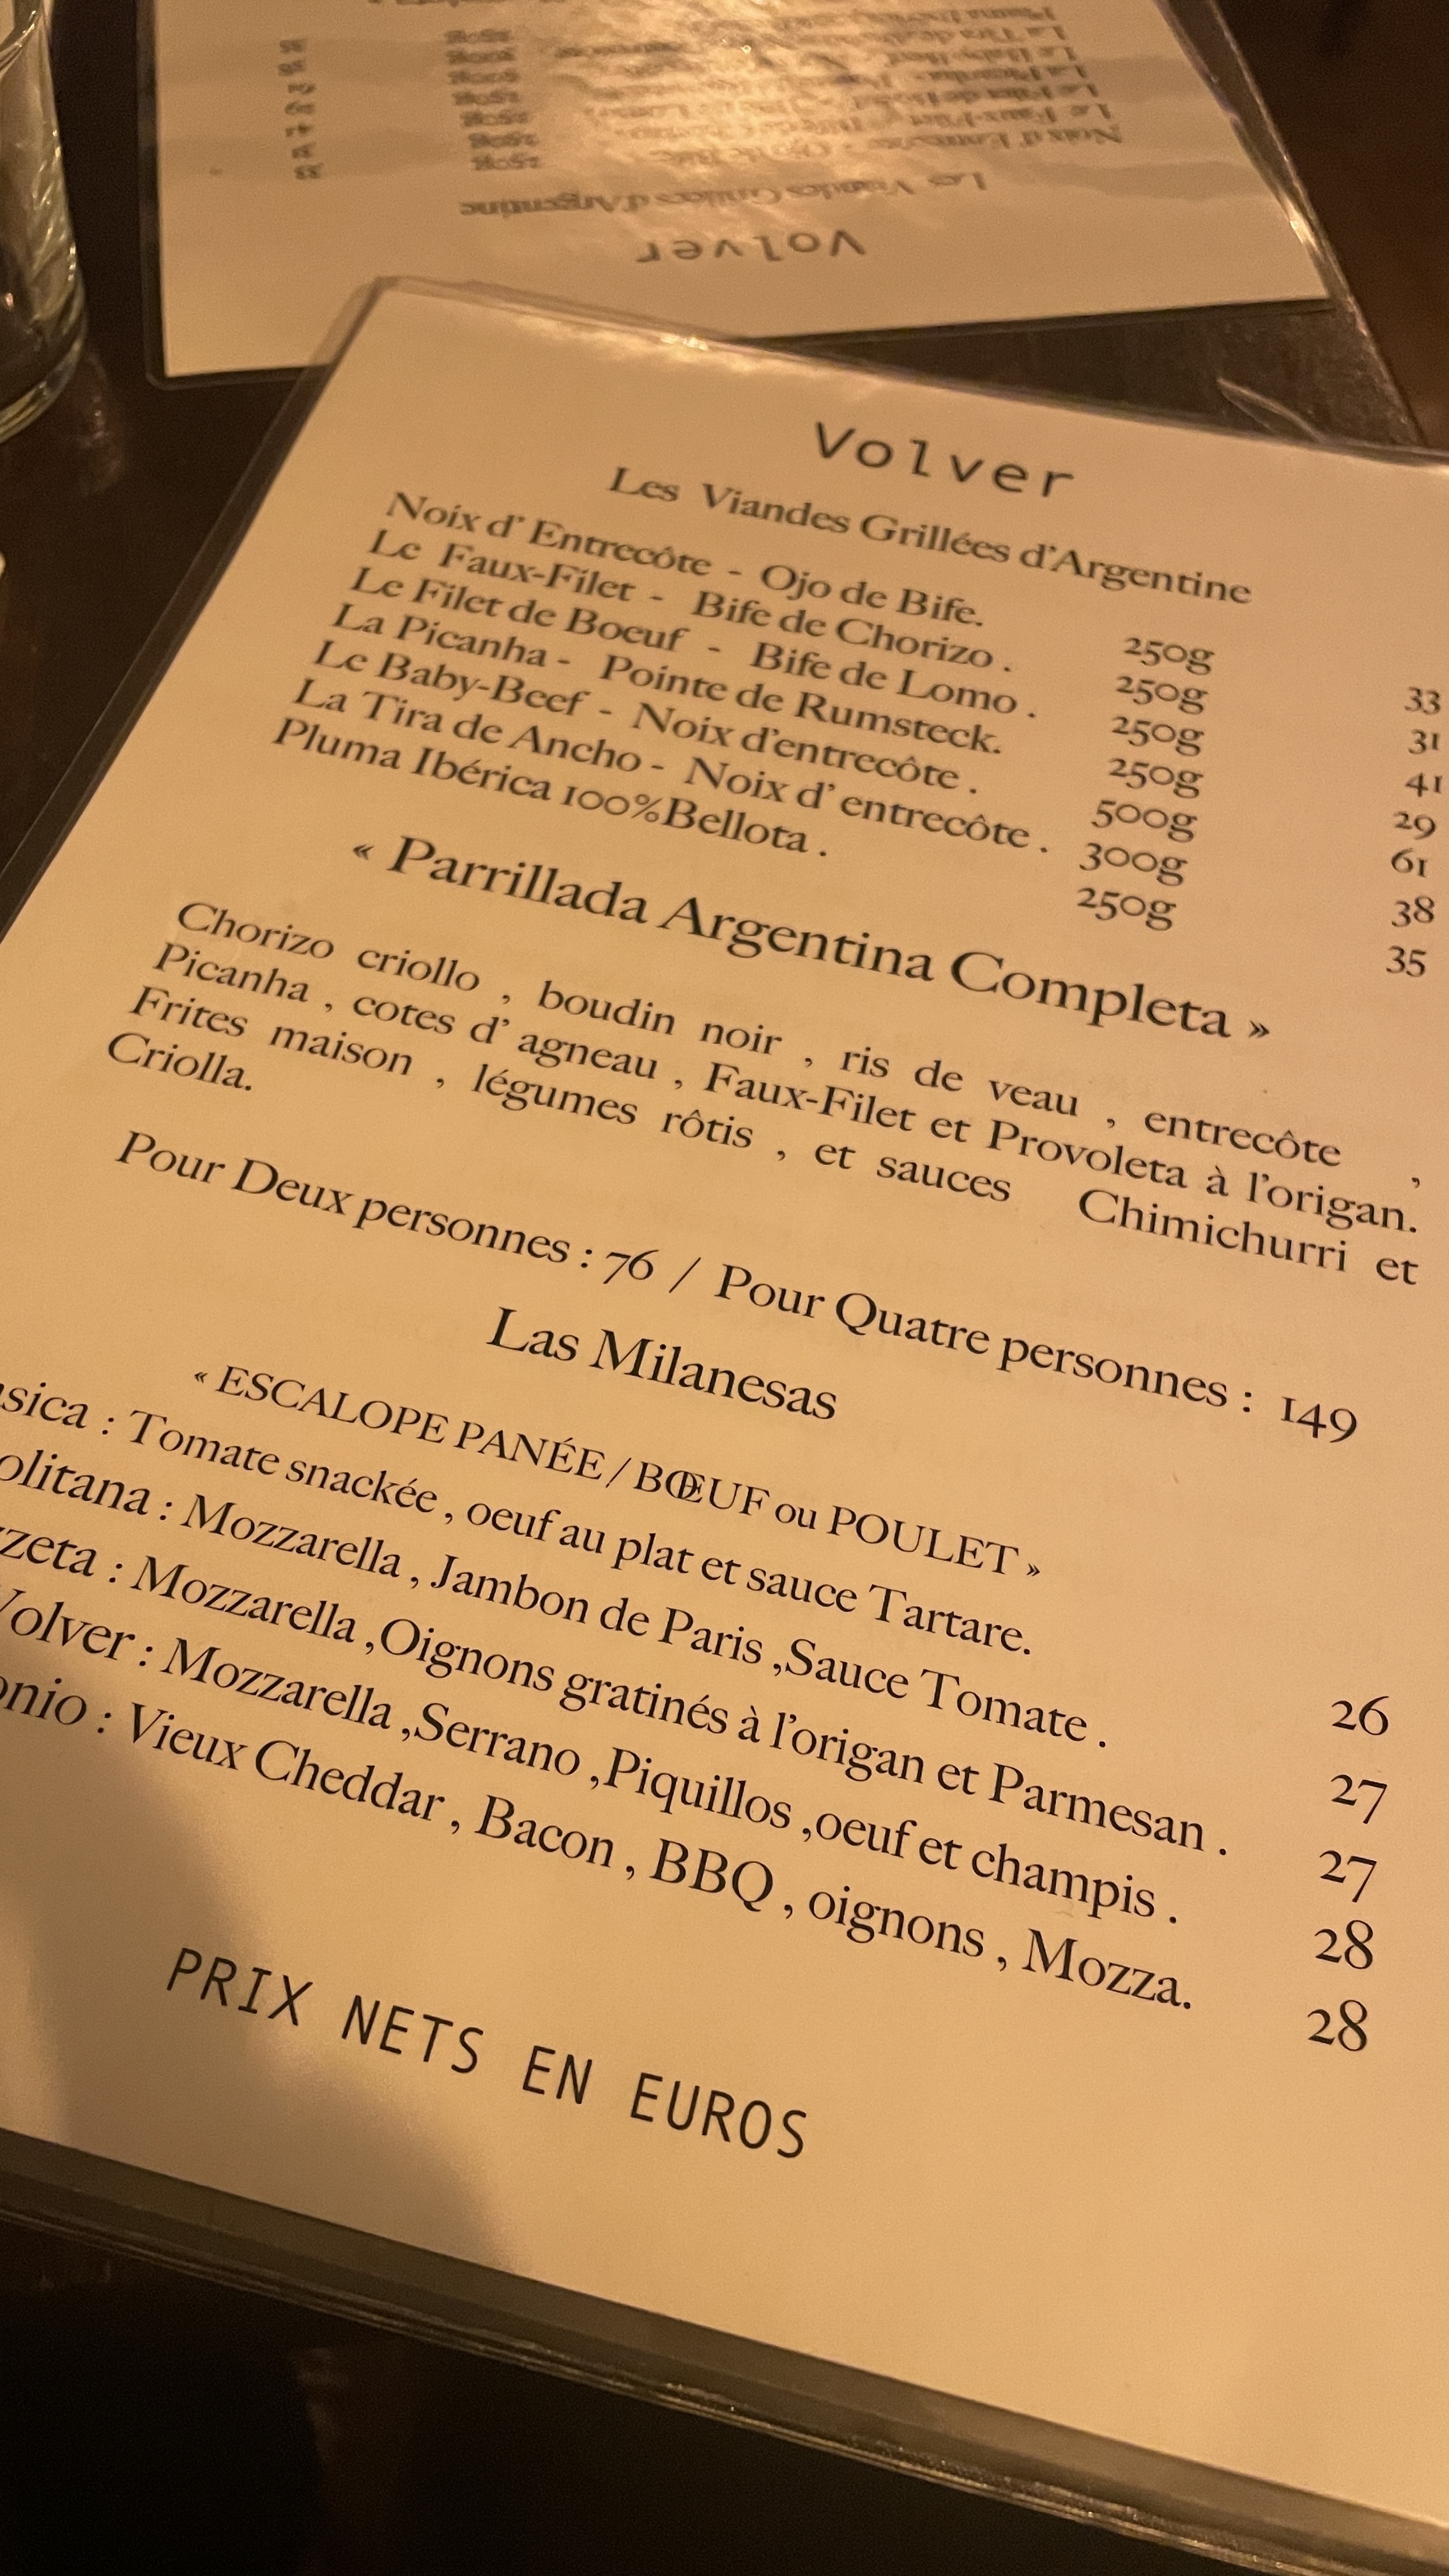 Volver
Les Viandes Grillées d'Argentine
Noix d' Entrecôte - Ojo de Bife. 250g 33
Le Faux-Filet - Bife de Chorizo . 250g 31
Le Filet de Boeuf - Bife de Lomo . 250g 41
La Picanha - Pointe de Rumsteck. 250g 29
Le Baby-Beef - Noix d'entrecôte . 500g 61
La Tira de Ancho - Noix d' entrecôte . 300g 38
Pluma Ibérica 100%Bellota . 250g 35
« Parrillada Argentina Completa »
Chorizo criollo , boudin noir , ris de veau , entrecôte ,
Picanha , cotes d' agneau , Faux-Filet et Provoleta à l'origan.
Frites maison , légumes rôtis , et sauces Chimichurri et
Criolla.
Pour Deux personnes : 76 / Pour Quatre personnes : 149
Las Milanesas
« ESCALOPE PANÉE / BŒUF ou POULET »
sica : Tomate snackée , oeuf au plat et sauce Tartare. 26
olitana : Mozzarella , Jambon de Paris ,Sauce Tomate . 27
zeta : Mozzarella ,Oignons gratinés à l'origan et Parmesan . 27
Volver : Mozzarella ,Serrano ,Piquillos ,oeuf et champis . 28
onio : Vieux Cheddar , Bacon , BBQ , oignons , Mozza. 28
PRIX NETS EN EUROS
Volver
Les Viandes Grillées d'Argentine